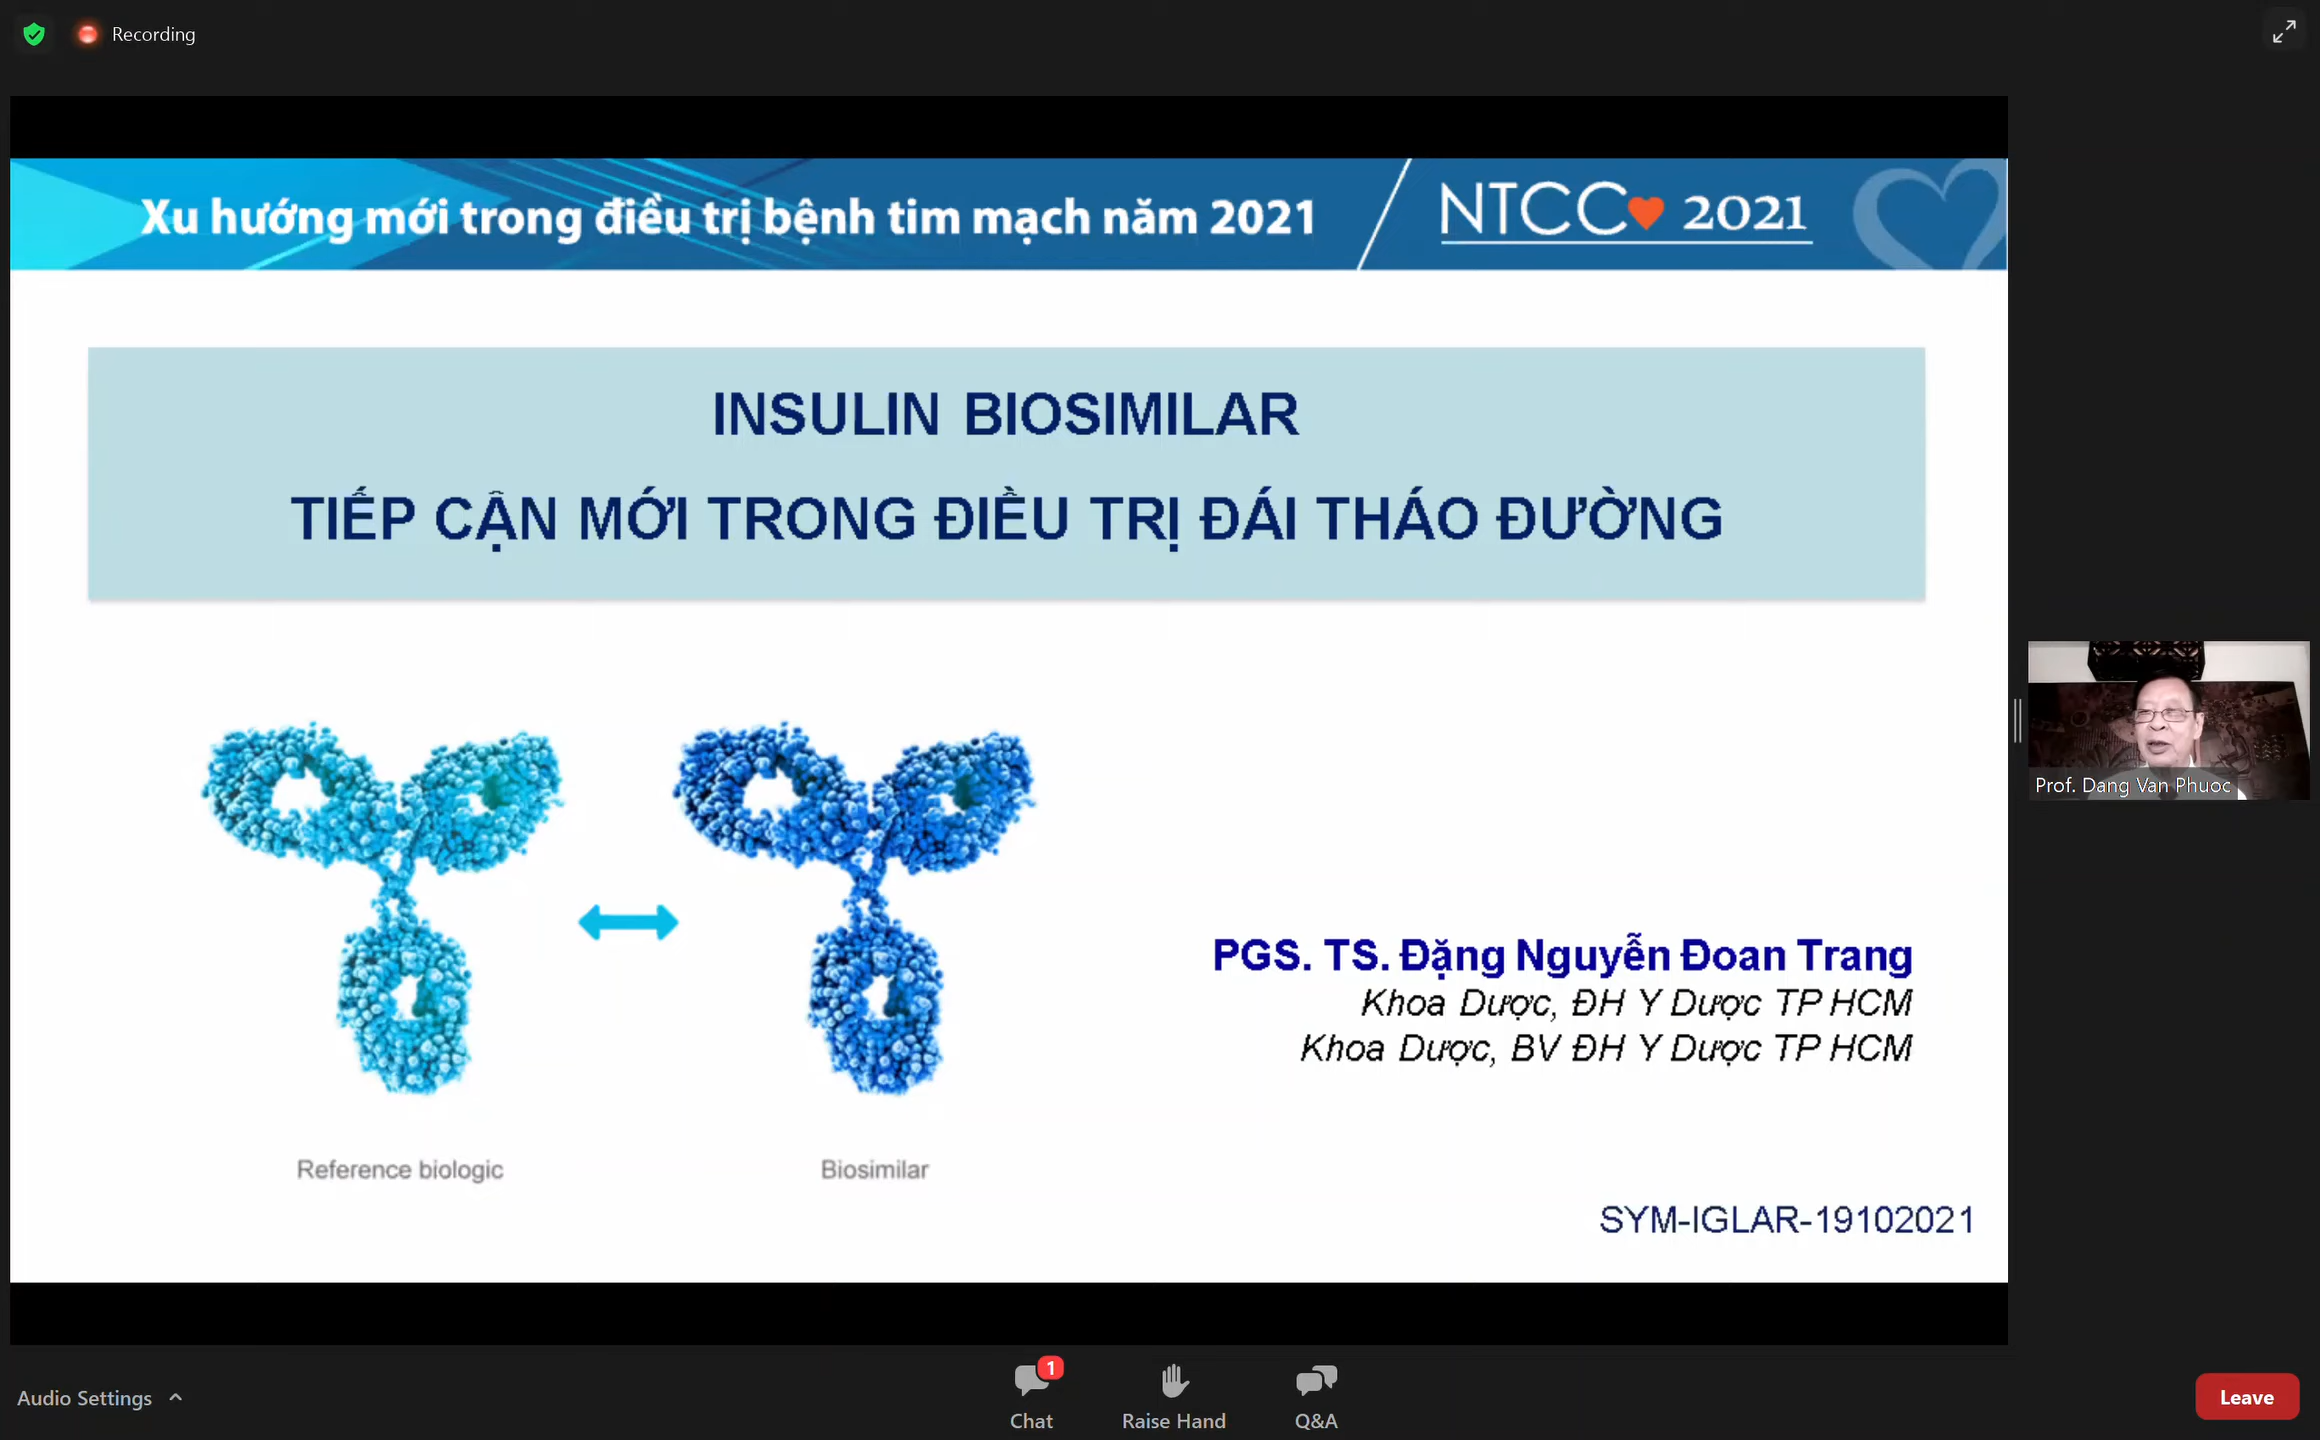 Recording
Xu hướng mới trong điều trị bệnh tim mạch năm 2021
NTCC 2021
INSULIN BIOSIMILAR
TIẾP CẬN MỚI TRONG ĐIỀU TRỊ ĐÁI THÁO ĐƯỜNG
Prof. Dang Van Phuoc
PGS. TS. Đặng Nguyễn Đoan Trang
Khoa Dược, ĐH Y Dược TP HCM
Khoa Dược, BV ĐH Y Dược TP HCM
Reference biologic
Biosimilar
SYM-IGLAR-19102021
Audio Settings
1
Chat
Raise Hand
Q&A
Leave